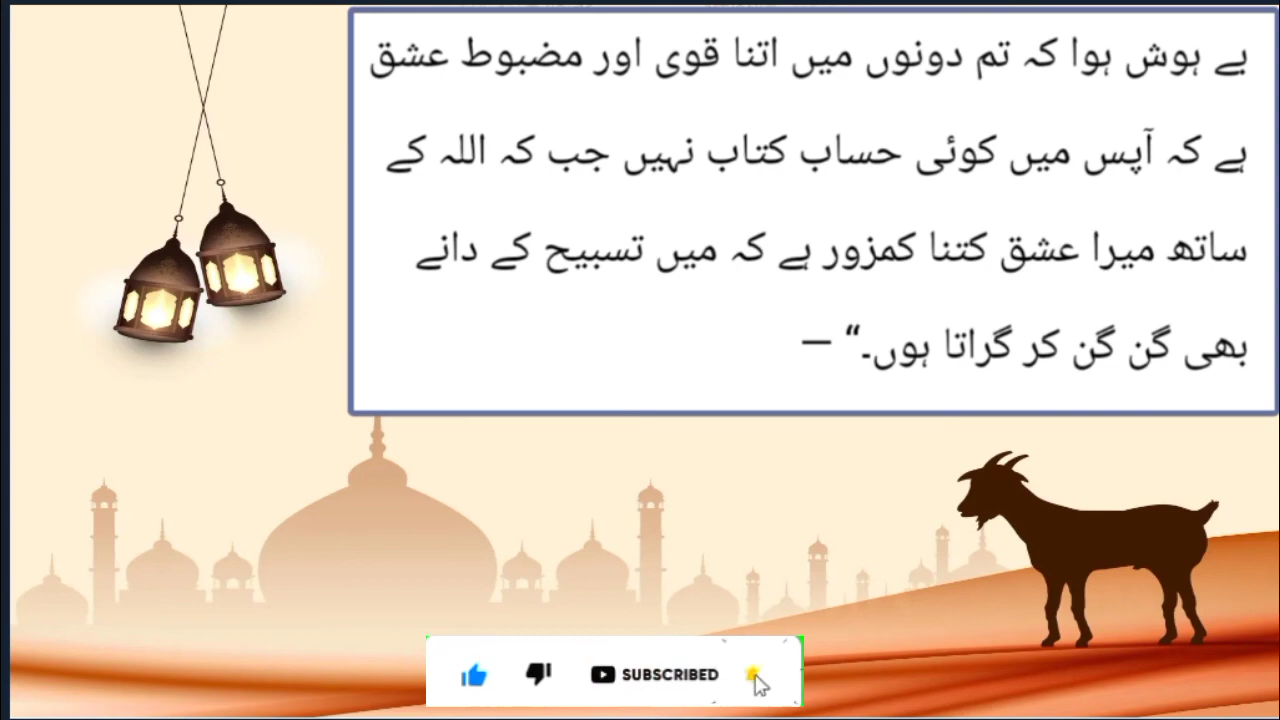 بے ہوش ہوا کہ تم دونوں میں اتنا قوی اور مضبوط عشق
ہے کہ آپس میں کوئی حساب کتاب نہیں جب کہ اللہ کے
ساتھ میرا عشق کتنا کمزور ہے کہ میں تسبیح کے دانے
بھی گن گن کر گراتا ہوں۔“ —
SUBSCRIBED